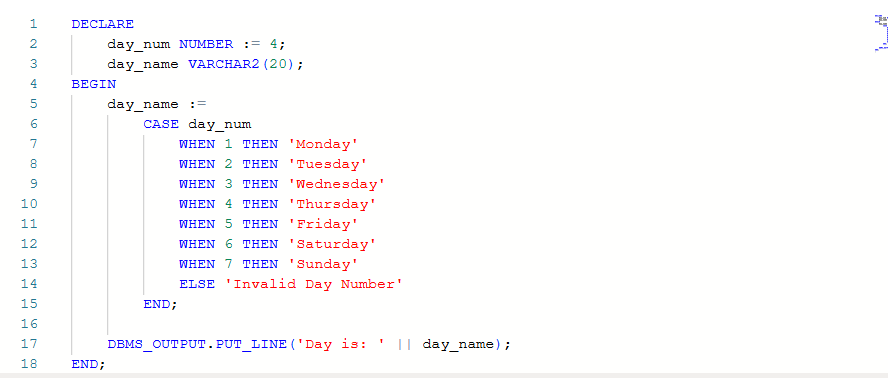 1 DECLARE
2     day_num NUMBER := 4;
3     day_name VARCHAR2(20);
4 BEGIN
5     day_name :=
6         CASE day_num
7             WHEN 1 THEN 'Monday'
8             WHEN 2 THEN 'Tuesday'
9             WHEN 3 THEN 'Wednesday'
10             WHEN 4 THEN 'Thursday'
11             WHEN 5 THEN 'Friday'
12             WHEN 6 THEN 'Saturday'
13             WHEN 7 THEN 'Sunday'
14             ELSE 'Invalid Day Number'
15         END;
16
17     DBMS_OUTPUT.PUT_LINE('Day is: ' || day_name);
18 END;